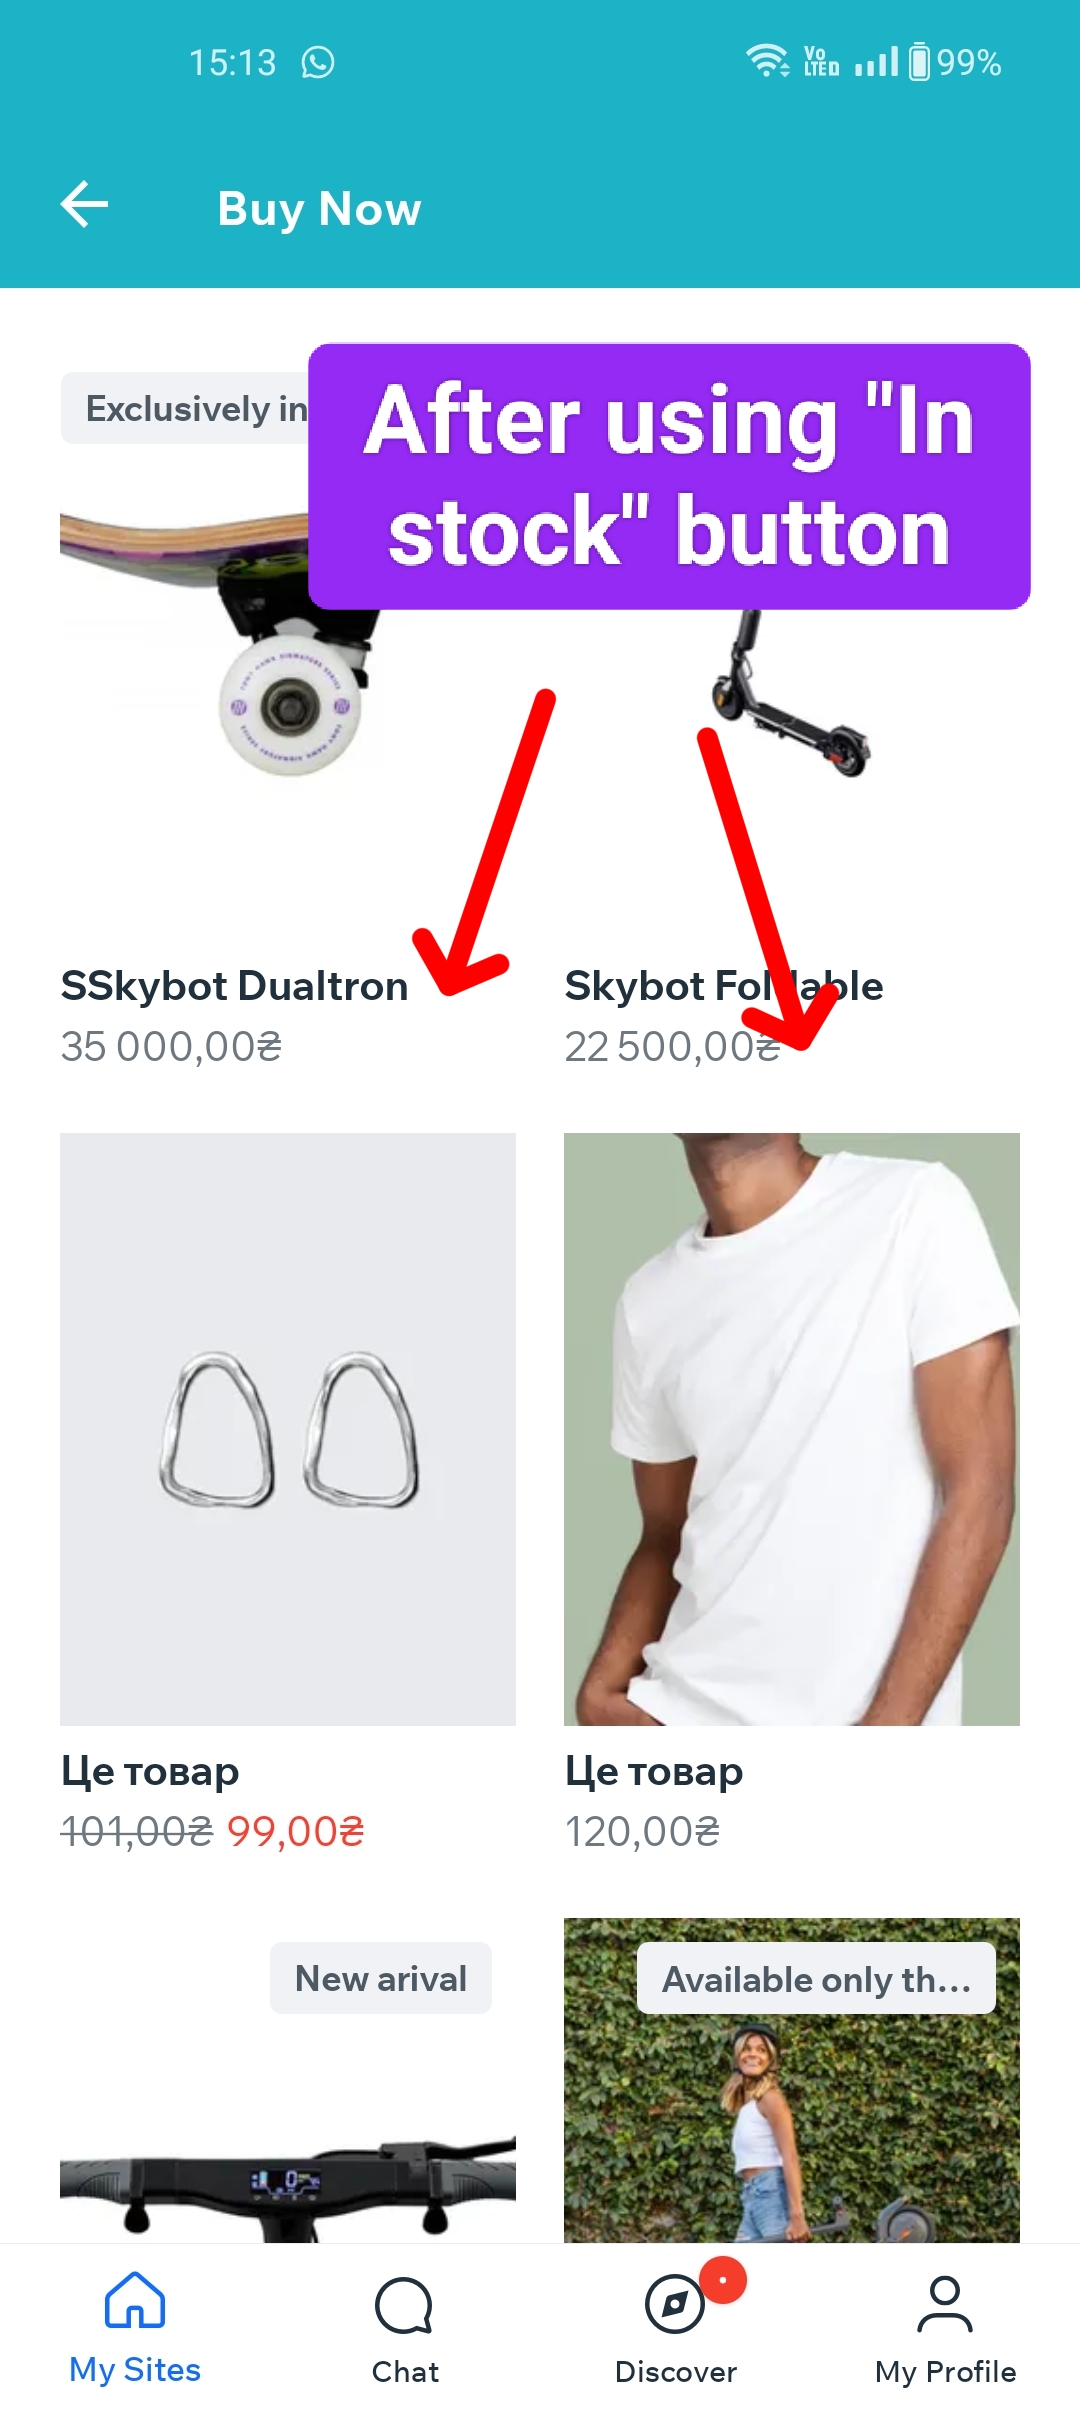 15:13
Vo
LTED
99%
Buy Now
Exclusively in
After using "In
stock" button
SSkybot Dualtron
35 000,00₴
Skybot Fol able
22 500,00₴
Це товар
101,00₴ 99,00₴
Це товар
120,00₴
New arival
Available only th...
My Sites
Chat
Discover
My Profile